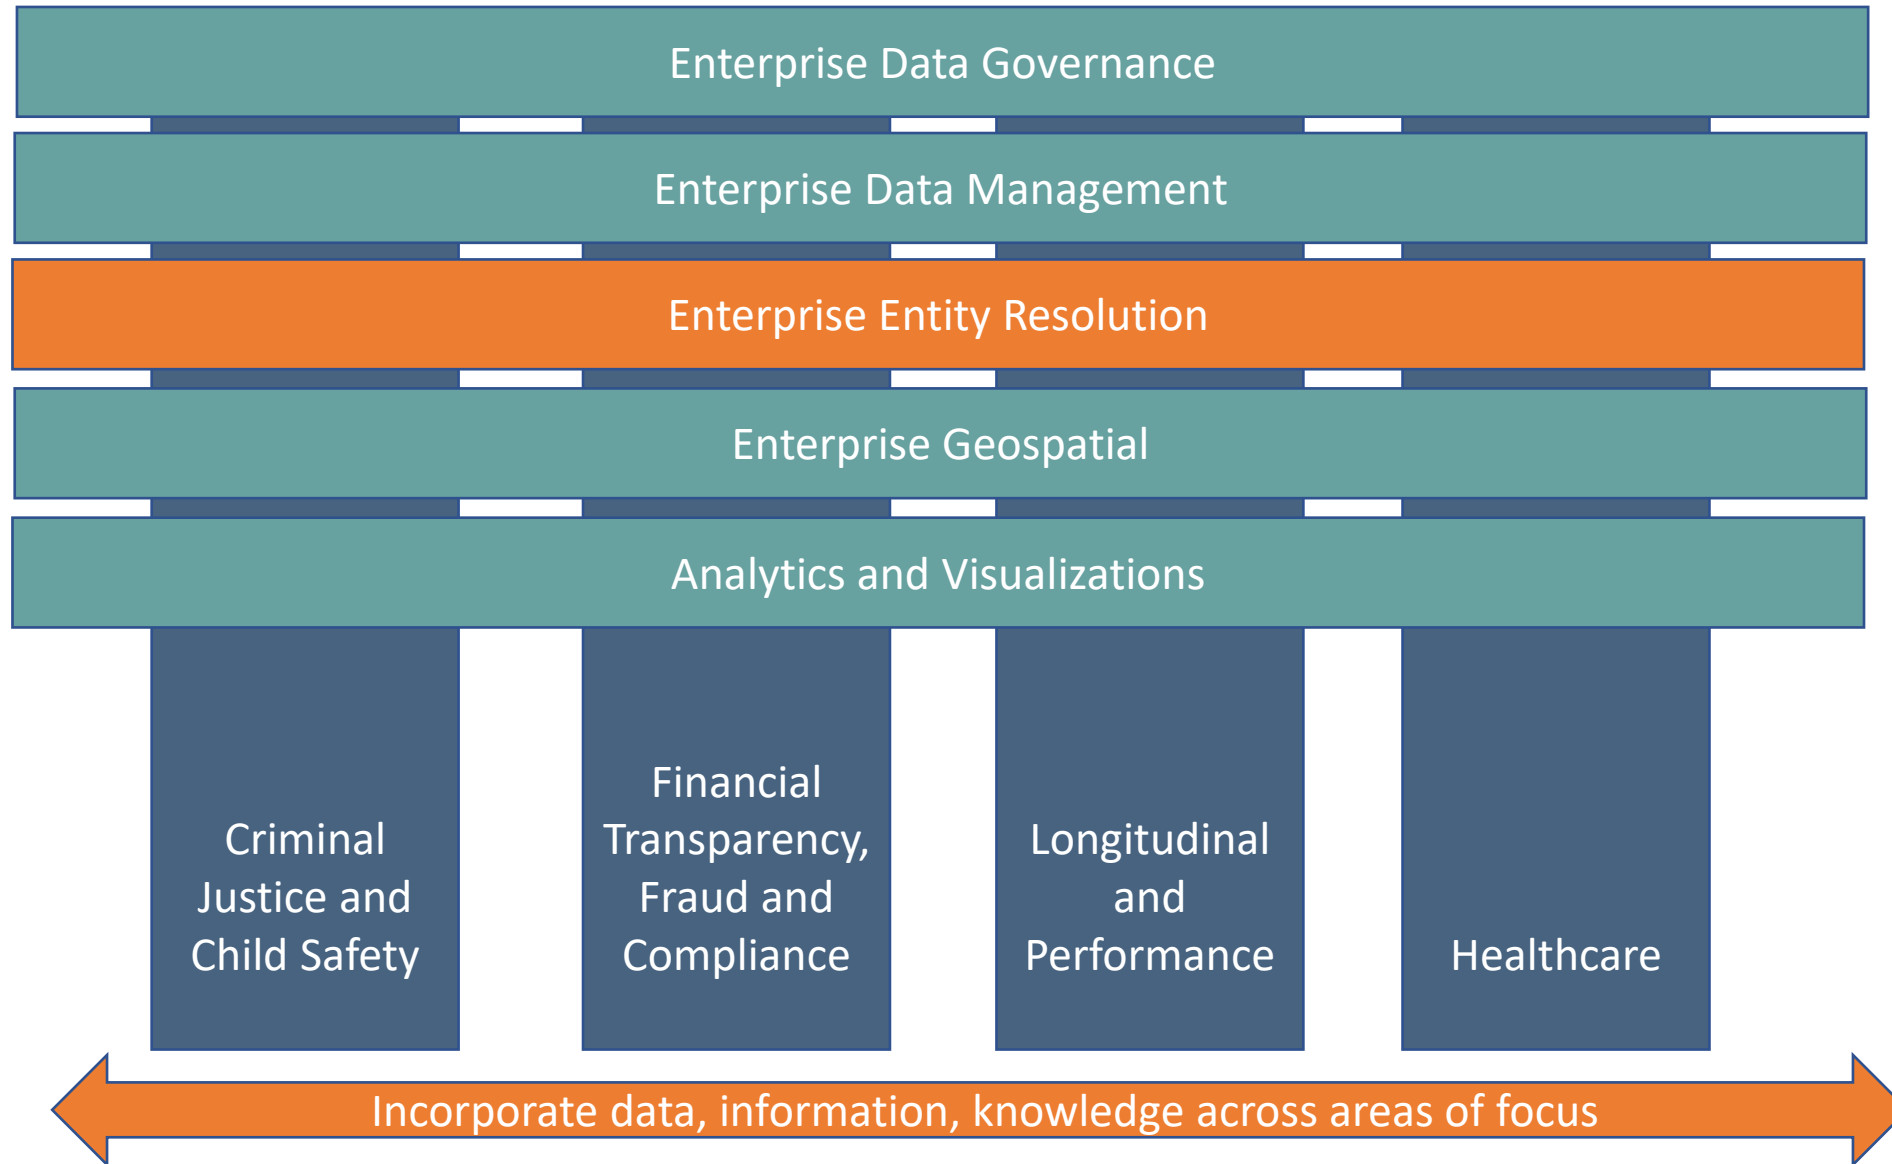 Enterprise Data Governance
Enterprise Data Management
Enterprise Entity Resolution
Enterprise Geospatial
Analytics and Visualizations
Criminal
Justice and
Child Safety
Financial
Transparency,
Fraud and
Compliance
Longitudinal
and
Performance
Healthcare
Incorporate data, information, knowledge across areas of focus